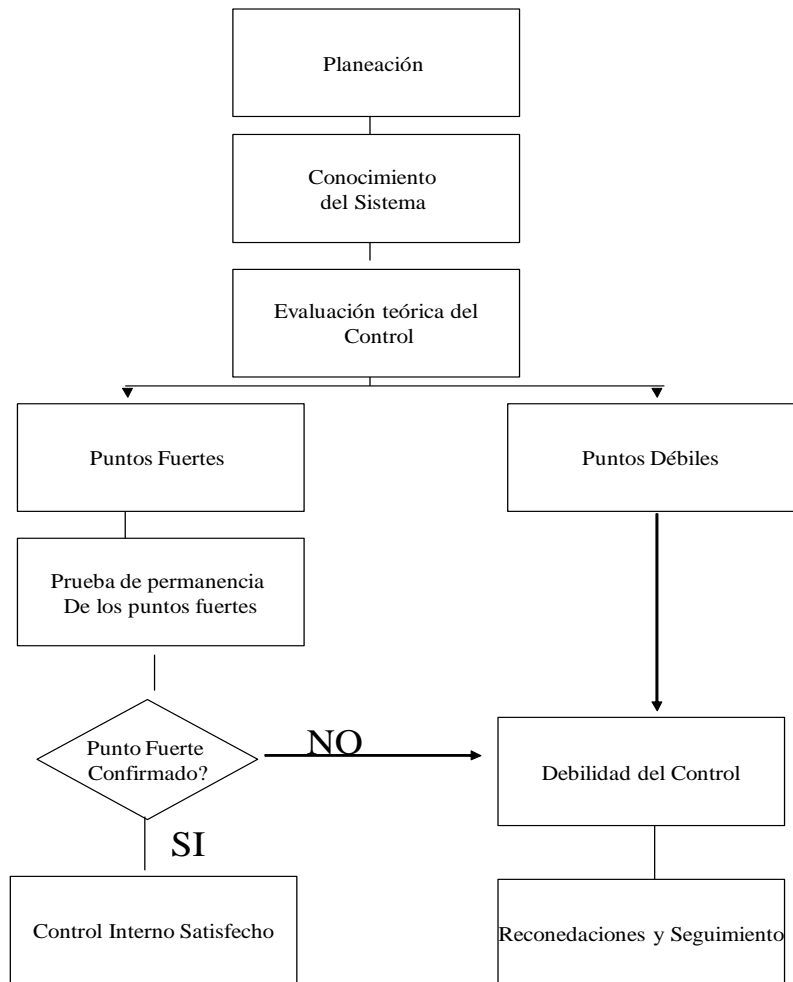 Planeación
Conocimiento
del Sistema
Evaluación teórica del
Control
Puntos Fuertes
Puntos Débiles
Prueba de permanencia
De los puntos fuertes
Punto Fuerte
Confirmado?
NO
Debilidad del Control
SI
Control Interno Satisfecho
Reconedaciones y Seguimiento